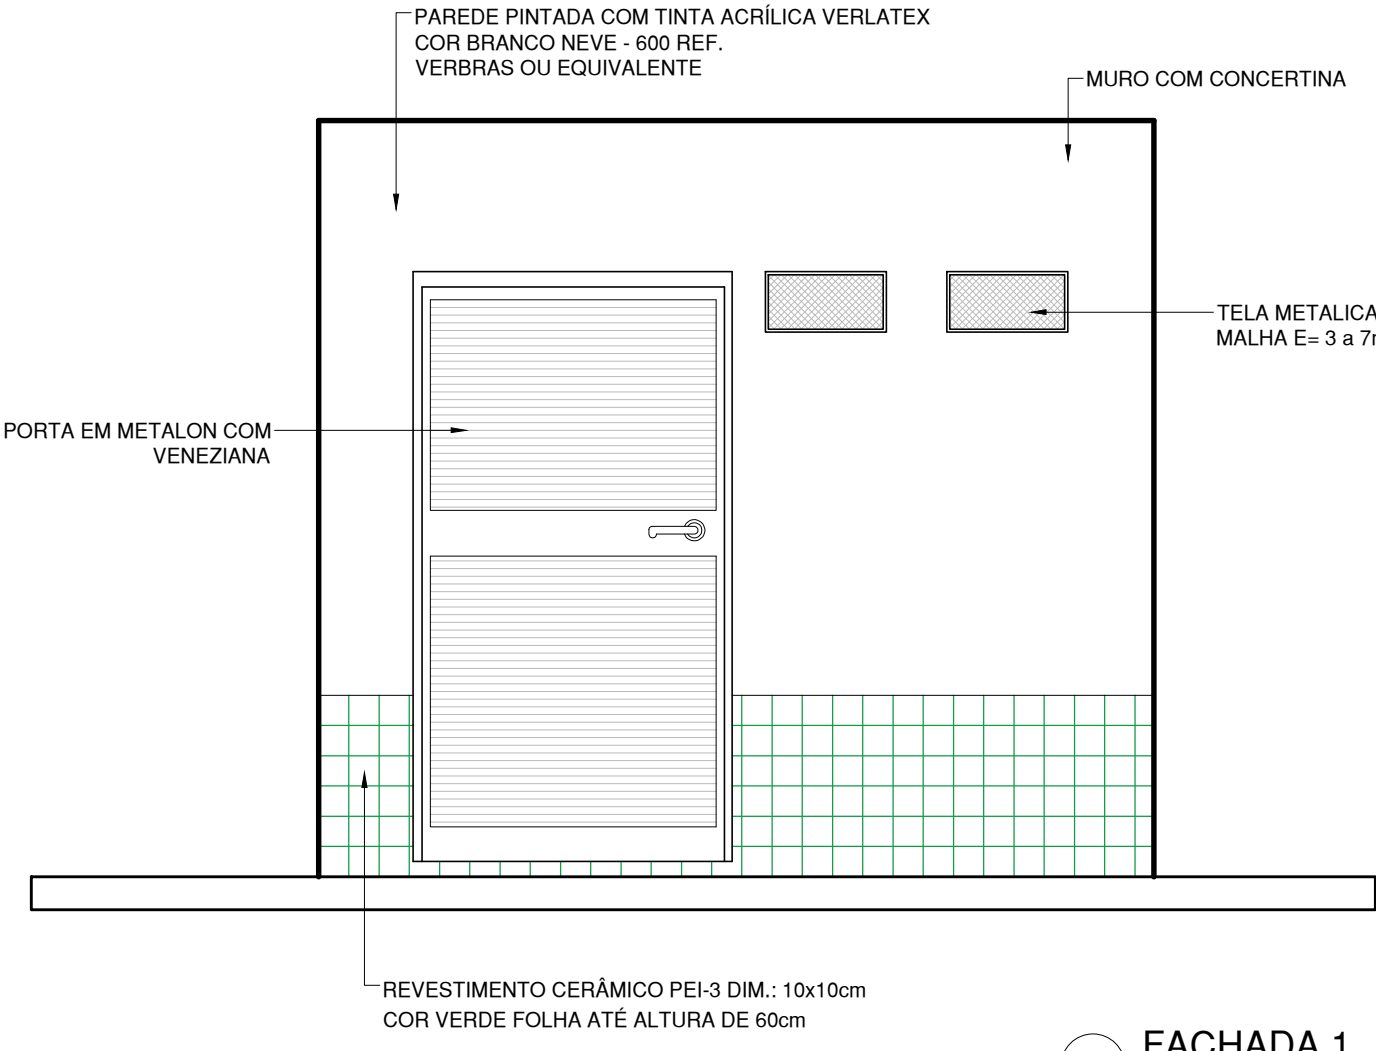 PAREDE PINTADA COM TINTA ACRÍLICA VERLATEX
COR BRANCO NEVE - 600 REF.
VERBRAS OU EQUIVALENTE
MURO COM CONCERTINA
TELA METALICA
MALHA E= 3 a 7
PORTA EM METALON COM
VENEZIANA
REVESTIMENTO CERÂMICO PEI-3 DIM.: 10x10cm
COR VERDE FOLHA ATÉ ALTURA DE 60cm
FACHADA 1